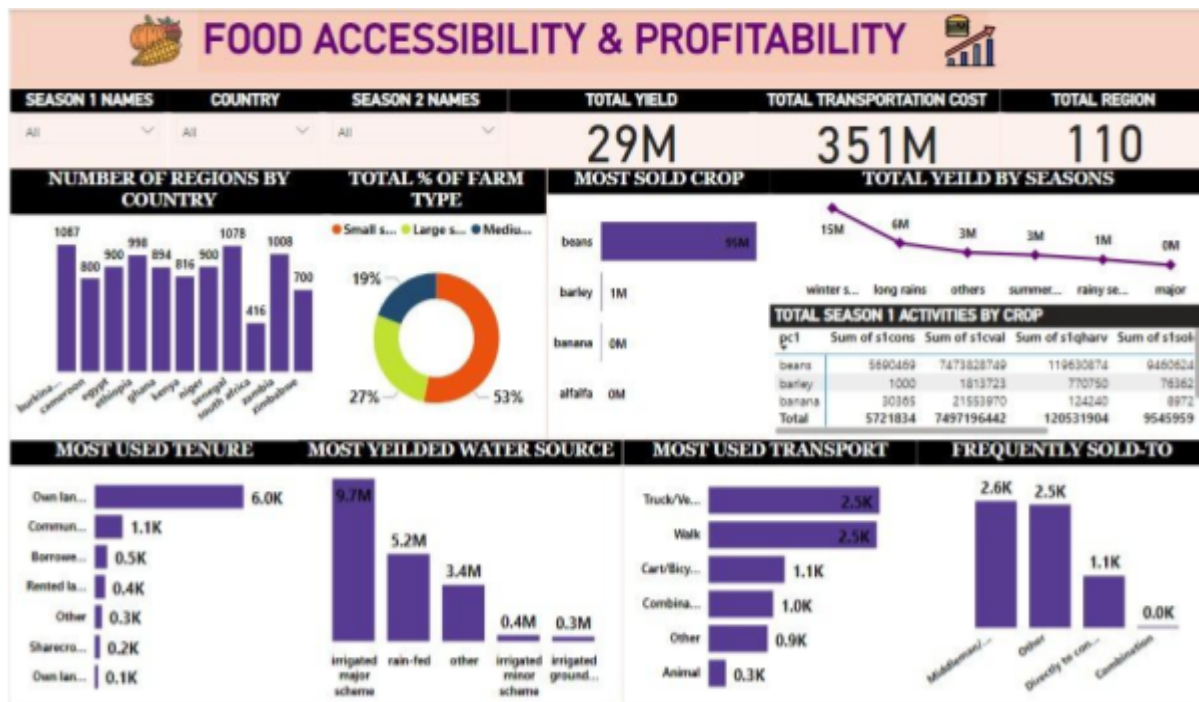 FOOD ACCESSIBILITY & PROFITABILITY
SEASON 1 NAMES
COUNTRY
SEASON 2 NAMES
TOTAL YIELD
TOTAL TRANSPORTATION COST
TOTAL REGION
All
All
All
29M
351M
110
NUMBER OF REGIONS BY
COUNTRY
1087
800
900
998
894
816
900
1078
416
1008
700
burkina...
cameroon
egypt
ethiopia
ghana
kenya
niger
senegal
south africa
zambia
zimbabwe
TOTAL % OF FARM
TYPE
Small s...
Large s...
Mediu...
19%
27%
53%
MOST SOLD CROP
beans
95M
barley
1M
banana
0M
alfalfa
0M
TOTAL YEILD BY SEASONS
15M
6M
3M
3M
1M
0M
winter s...
long rains
others
summer...
rainy se...
major
TOTAL SEASON 1 ACTIVITIES BY CROP
pc1 Sum of s1cons Sum of s1cval Sum of s1qharv Sum of s1sol
beans 5690469 7473828749 119630874 9460624
barley 1000 1813723 770750 76362
banana 30365 21553970 124240 8972
Total 5721834 7497196442 120531904 9545959
MOST USED TENURE
Own lan...
6.0K
Commun...
1.1K
Borrowe...
0.5K
Rented la...
0.4K
Other
0.3K
Sharecro...
0.2K
Own lan...
0.1K
MOST YEILDED WATER SOURCE
9.7M
5.2M
3.4M
0.4M
0.3M
irrigated
major
scheme
rain-fed
other
irrigated
minor
scheme
irrigated
ground...
MOST USED TRANSPORT
Truck/Ve...
2.5K
Walk
2.5K
Cart/Bicy...
1.1K
Combina...
1.0K
Other
0.9K
Animal
0.3K
FREQUENTLY SOLD-TO
2.6K
2.5K
1.1K
0.0K
Middleman/...
Other
Directly to con...
Combination